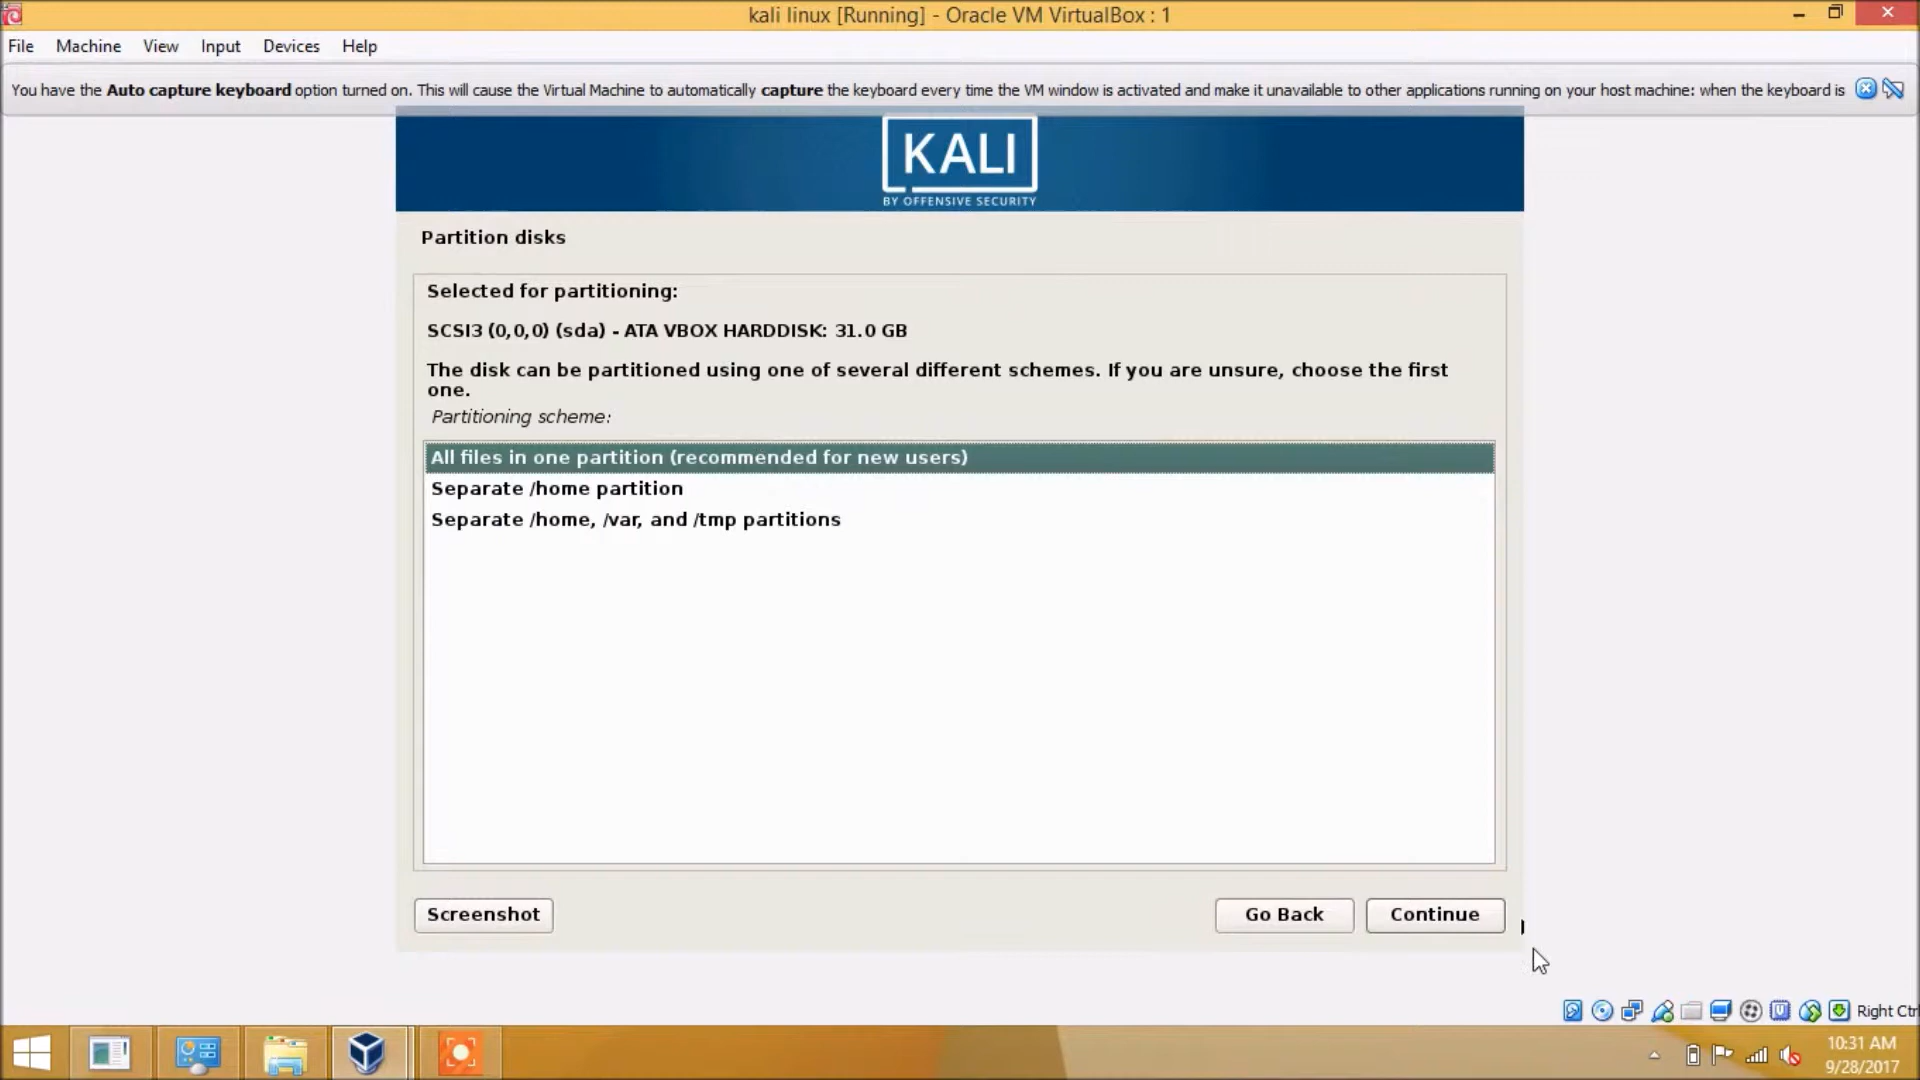 kali linux [Running] - Oracle VM VirtualBox : 1
File Machine View Input Devices Help
You have the Auto capture keyboard option turned on. This will cause the Virtual Machine to automatically capture the keyboard every time the VM window is activated and make it unavailable to other applications running on your host machine: when the keyboard is
KALI
BY OFFENSIVE SECURITY
Partition disks
Selected for partitioning:
SCSI3 (0,0,0) (sda) - ATA VBOX HARDDISK: 31.0 GB
The disk can be partitioned using one of several different schemes. If you are unsure, choose the first
one.
Partitioning scheme:
All files in one partition (recommended for new users)
Separate /home partition
Separate /home, /var, and /tmp partitions
Screenshot Go Back Continue
Right Ctrl
10:31 AM
9/28/2017